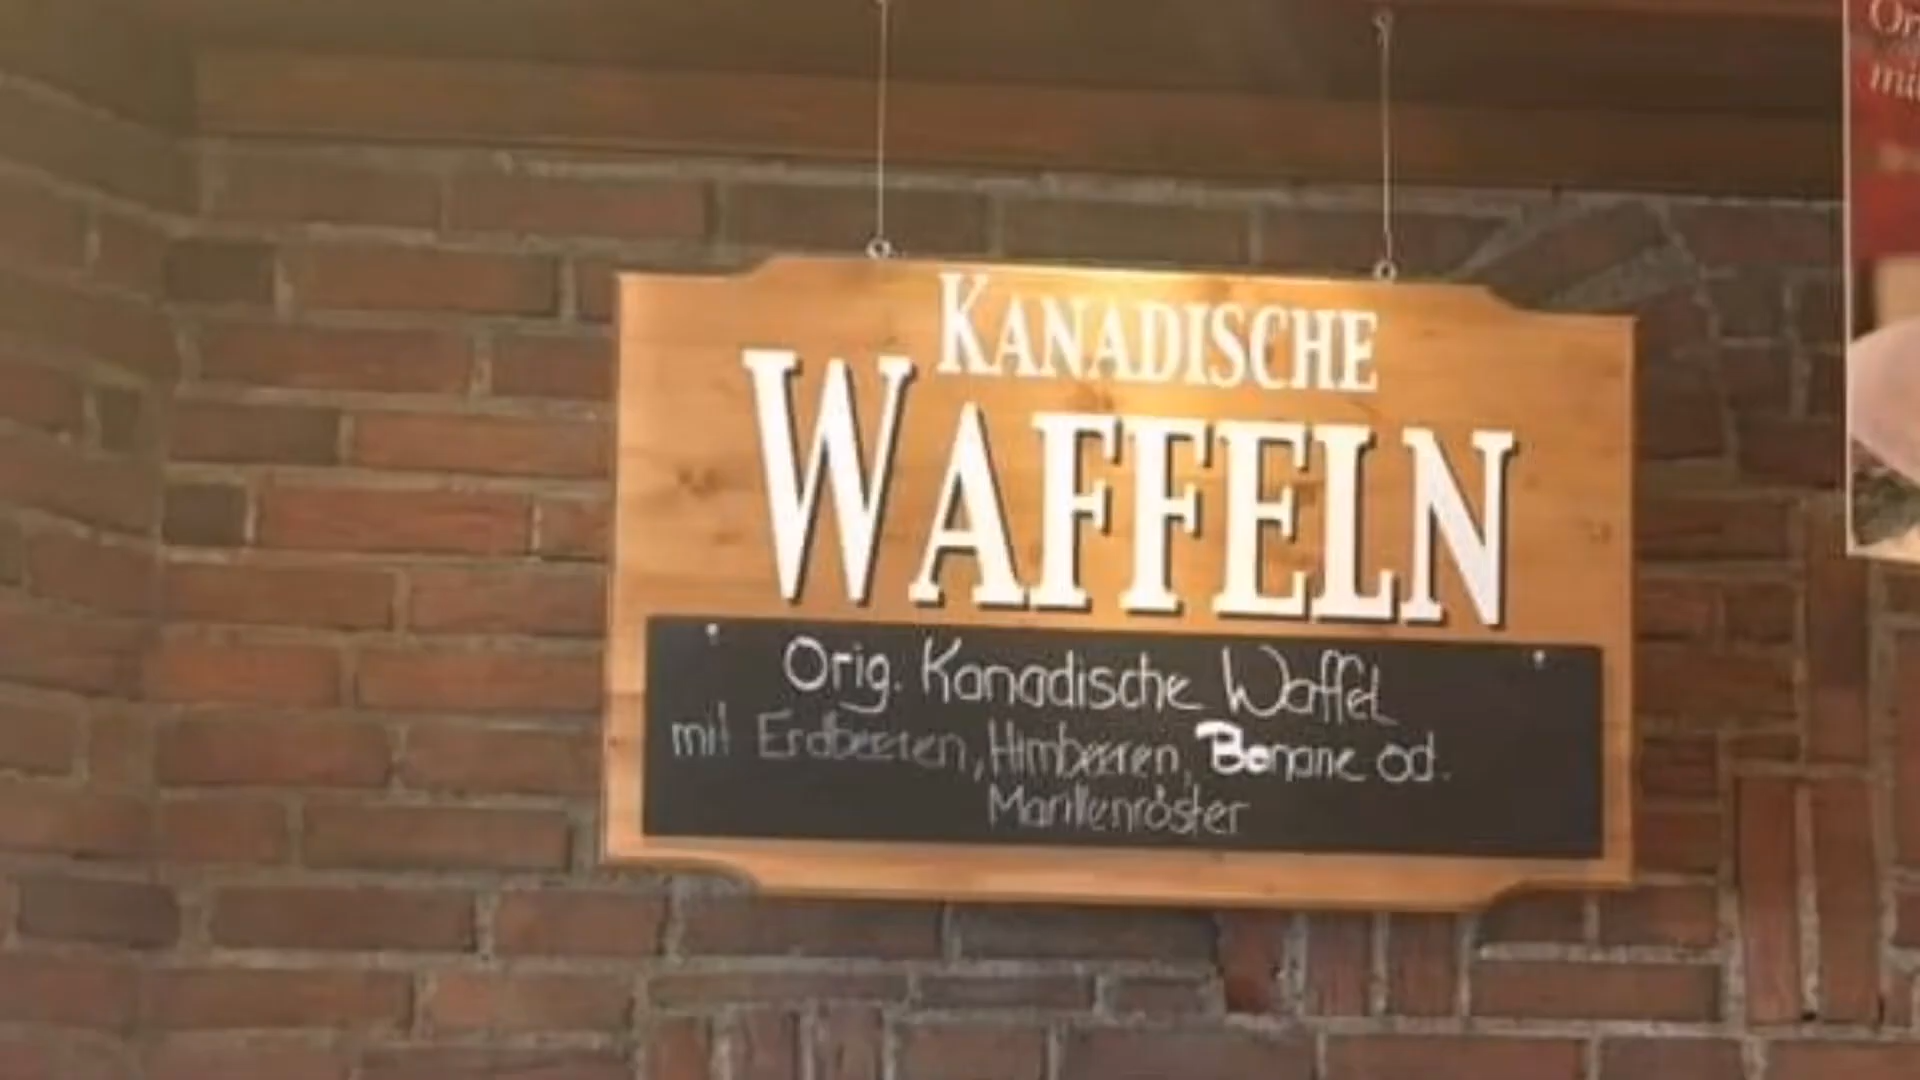 KANADISCHE
WAFFELN
Orig. Kanadische Waffel
mit Erdbeeren, Himbeeren, Banane od.
Marillenröster